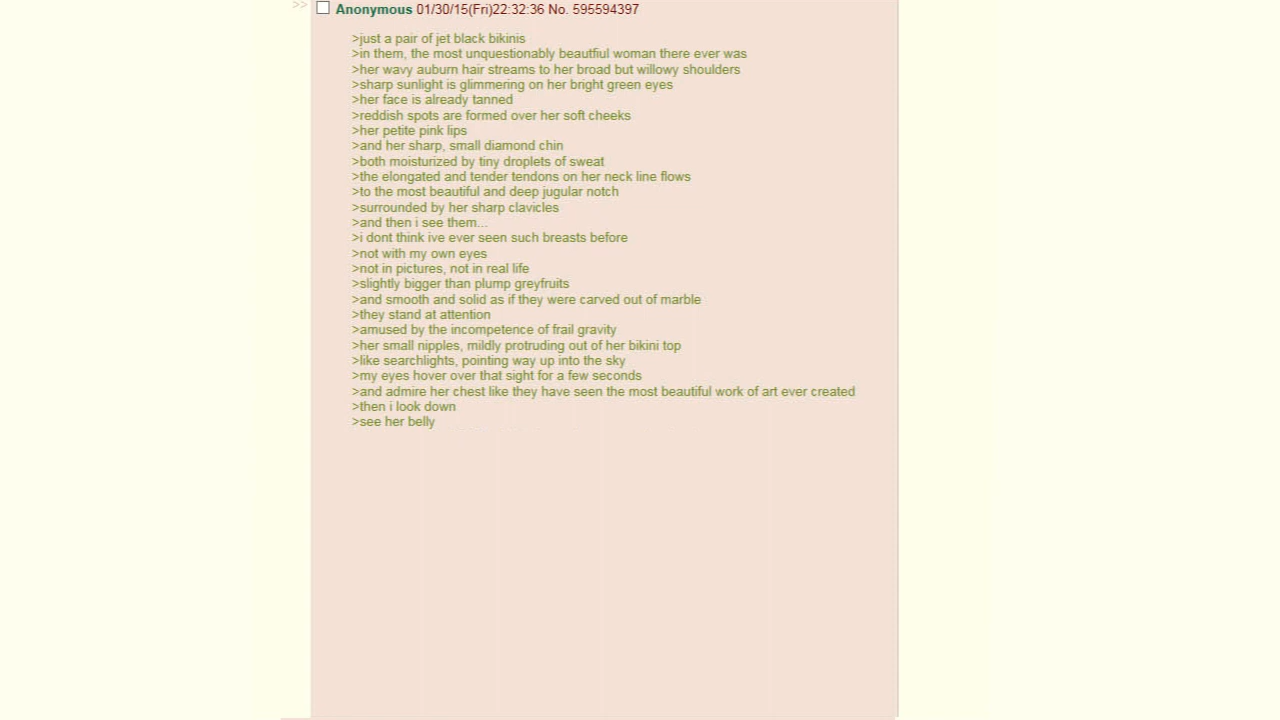 >> Anonymous 01/30/15(Fri)22:32:36 No. 595594397
>just a pair of jet black bikinis
>in them, the most unquestionably beautfiul woman there ever was
>her wavy auburn hair streams to her broad but willowy shoulders
>sharp sunlight is glimmering on her bright green eyes
>her face is already tanned
>reddish spots are formed over her soft cheeks
>her petite pink lips
>and her sharp, small diamond chin
>both moisturized by tiny droplets of sweat
>the elongated and tender tendons on her neck line flows
>to the most beautiful and deep jugular notch
>surrounded by her sharp clavicles
>and then i see them...
>i dont think ive ever seen such breasts before
>not with my own eyes
>not in pictures, not in real life
>slightly bigger than plump greyfruits
>and smooth and solid as if they were carved out of marble
>they stand at attention
>amused by the incompetence of frail gravity
>her small nipples, mildly protruding out of her bikini top
>like searchlights, pointing way up into the sky
>my eyes hover over that sight for a few seconds
>and admire her chest like they have seen the most beautiful work of art ever created
>then i look down
>see her belly